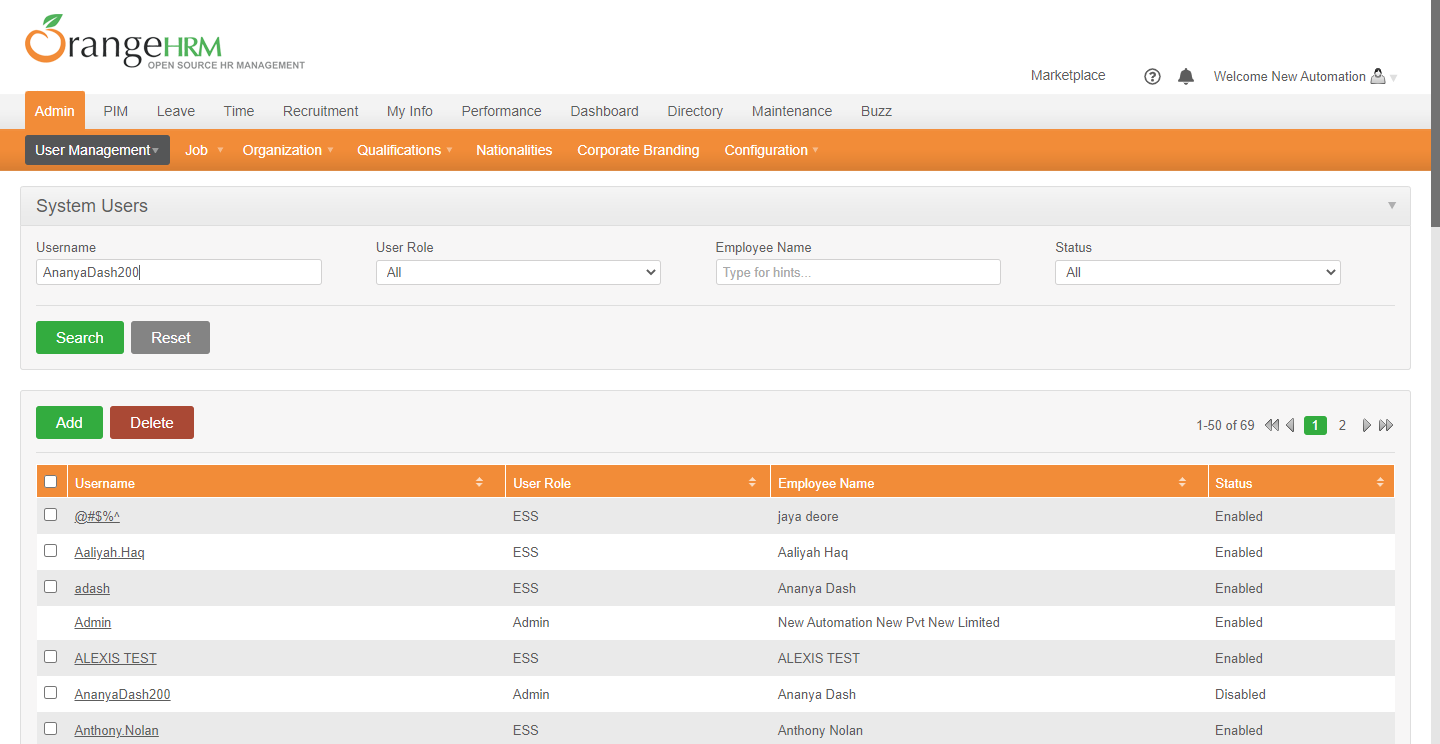 OrangeHRM
OPEN SOURCE HR MANAGEMENT
Marketplace ? Welcome New Automation
Admin PIM Leave Time Recruitment My Info Performance Dashboard Directory Maintenance Buzz
User Management Job Organization Qualifications Nationalities Corporate Branding Configuration
System Users
Username User Role Employee Name Status
AnanyaDash200 All Type for hints... All
Search Reset
Add Delete 1-50 of 69 1 2
Username User Role Employee Name Status
@#$%^ ESS jaya deore Enabled
Aaliyah.Haq ESS Aaliyah Haq Enabled
adash ESS Ananya Dash Enabled
Admin Admin New Automation New Pvt New Limited Enabled
ALEXIS TEST ESS ALEXIS TEST Enabled
AnanyaDash200 Admin Ananya Dash Disabled
Anthony.Nolan ESS Anthony Nolan Enabled